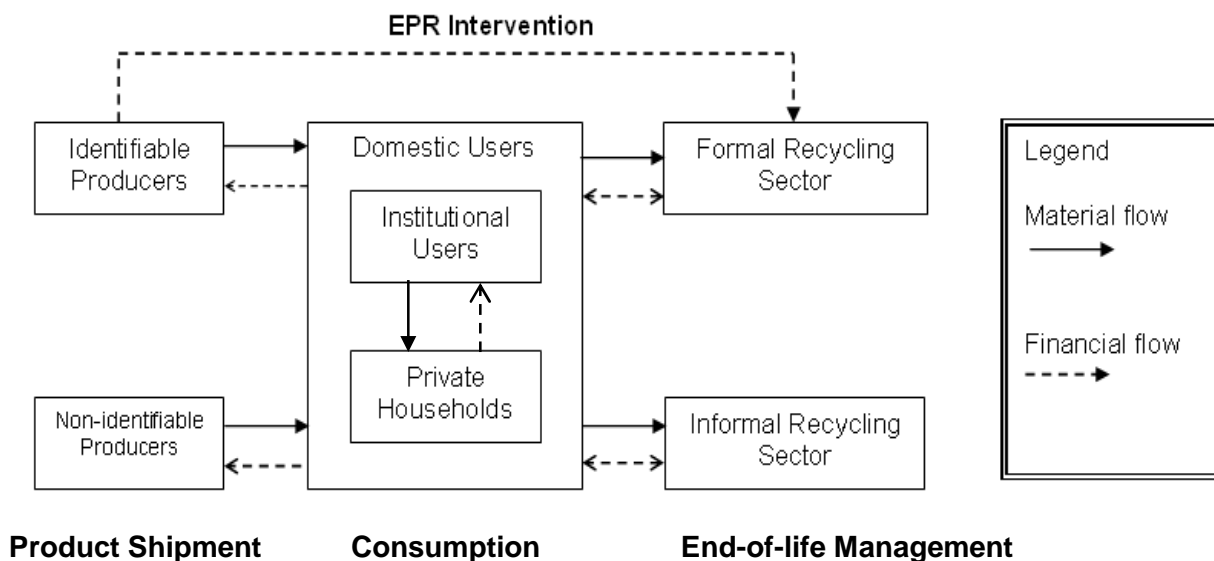 EPR Intervention
Identifiable
Producers
Domestic Users
Formal Recycling
Sector
Legend
Institutional
Users
Material flow
Financial flow
Private
Households
Non-identifiable
Producers
Informal Recycling
Sector
Product Shipment
Consumption
End-of-life Management